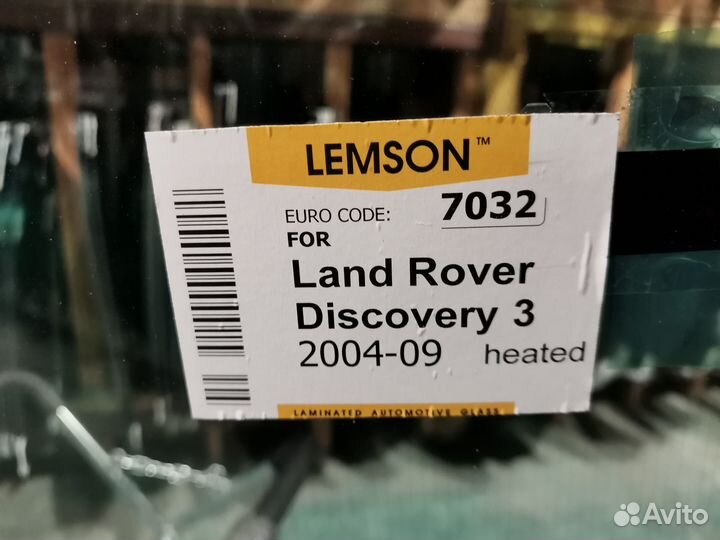 LEMSON™
EURO CODE: 7032
FOR
Land Rover
Discovery 3
2004-09 heated
LAMINATED AUTOMOTIVE GLASS
Avito